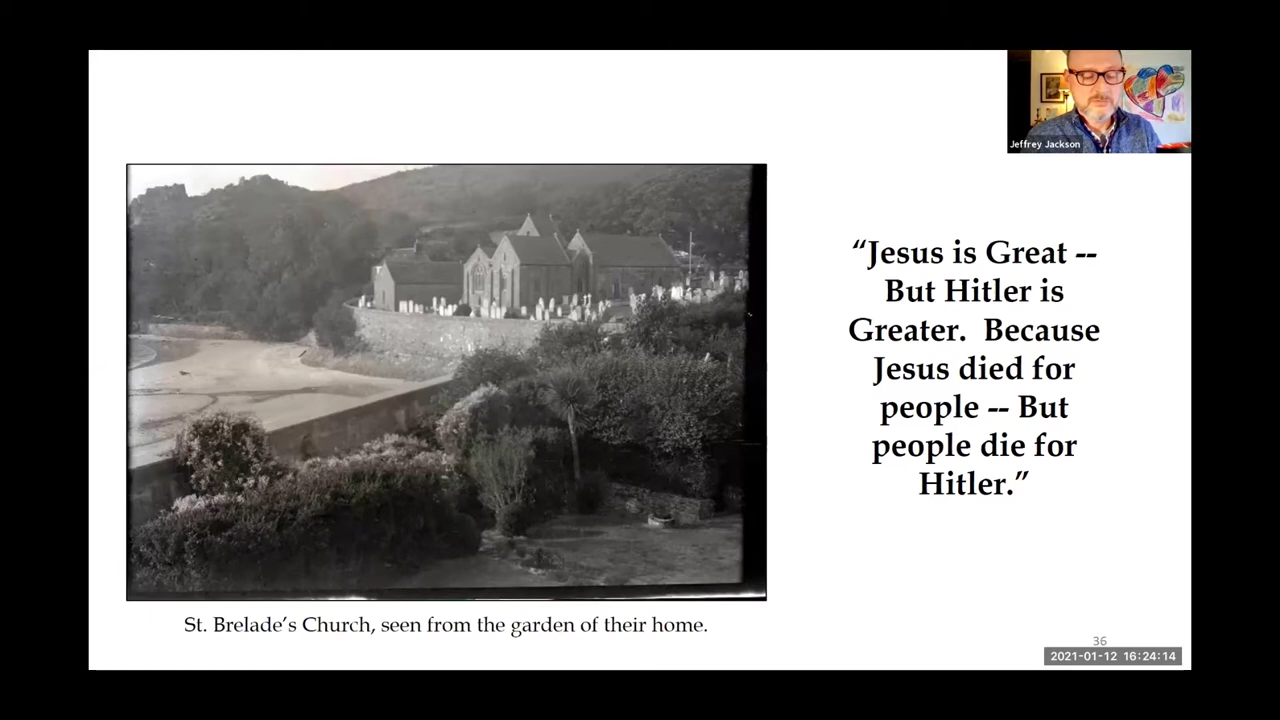 Jeffrey Jackson
“Jesus is Great --
But Hitler is
Greater.  Because
Jesus died for
people -- But
people die for
Hitler.”
St. Brelade’s Church, seen from the garden of their home.
36
2021-01-12 16:24:14